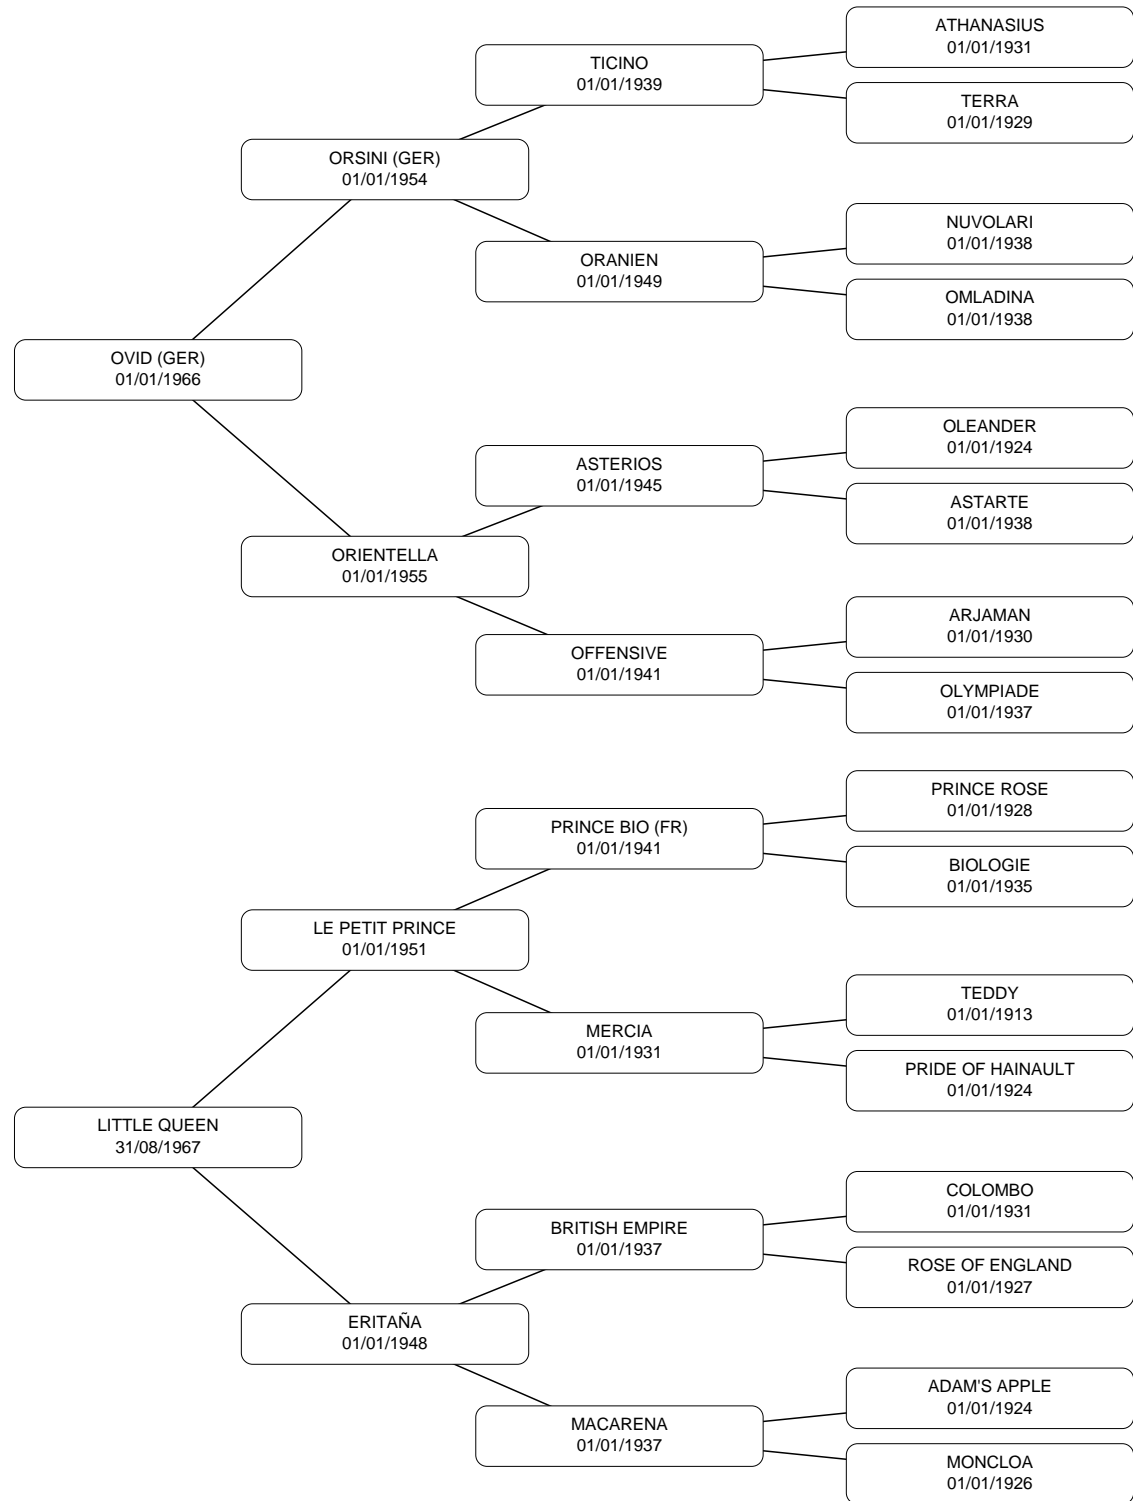 ATHANASIUS
01/01/1931
TICINO
01/01/1939
TERRA
01/01/1929
ORSINI (GER)
01/01/1954
NUVOLARI
01/01/1938
ORANIEN
01/01/1949
OMLADINA
01/01/1938
OVID (GER)
01/01/1966
OLEANDER
01/01/1924
ASTERIOS
01/01/1945
ASTARTE
01/01/1938
ORIENTELLA
01/01/1955
ARJAMAN
01/01/1930
OFFENSIVE
01/01/1941
OLYMPIADE
01/01/1937
PRINCE ROSE
01/01/1928
PRINCE BIO (FR)
01/01/1941
BIOLOGIE
01/01/1935
LE PETIT PRINCE
01/01/1951
TEDDY
01/01/1913
MERCIA
01/01/1931
PRIDE OF HAINAULT
01/01/1924
LITTLE QUEEN
31/08/1967
COLOMBO
01/01/1931
BRITISH EMPIRE
01/01/1937
ROSE OF ENGLAND
01/01/1927
ERITAÑA
01/01/1948
ADAM'S APPLE
01/01/1924
MACARENA
01/01/1937
MONCLOA
01/01/1926